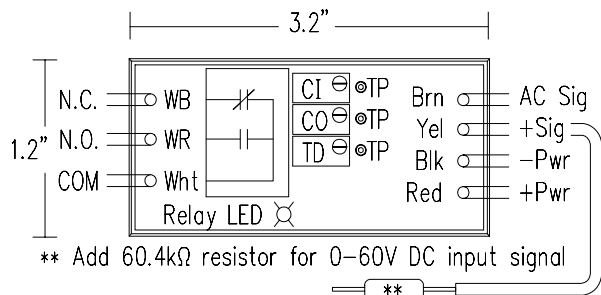 3.2"
1.2"
N.C. WB CI TP Brn AC Sig
CO TP Yel +Sig
N.O. WR
TD TP Blk -Pwr
COM Wht Red +Pwr
Relay LED
** Add 60.4kΩ resistor for 0-60V DC input signal
**